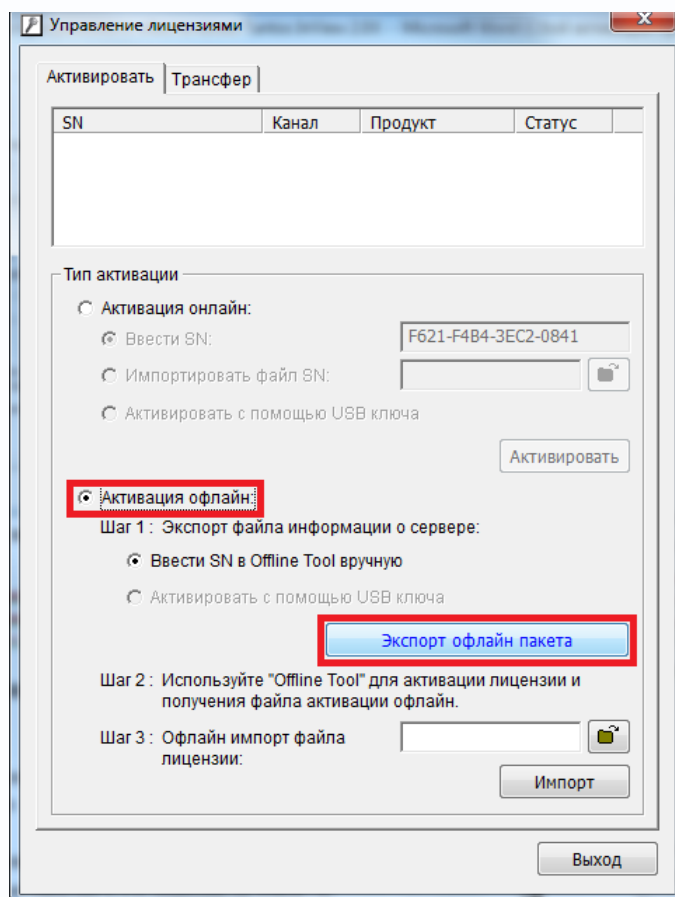 Управление лицензиями
Активировать Трансфер
SN Канал Продукт Статус
Тип активации
Активация онлайн:
Ввести SN: F621-F4B4-3EC2-0841
Импортировать файл SN:
Активировать с помощью USB ключа
Активировать
Активация офлайн:
Шаг 1 : Экспорт файла информации о сервере:
Ввести SN в Offline Tool вручную
Активировать с помощью USB ключа
Экспорт офлайн пакета
Шаг 2 : Используйте "Offline Tool" для активации лицензии и
получения файла активации офлайн.
Шаг 3 : Офлайн импорт файла
лицензии:
Импорт
Выход